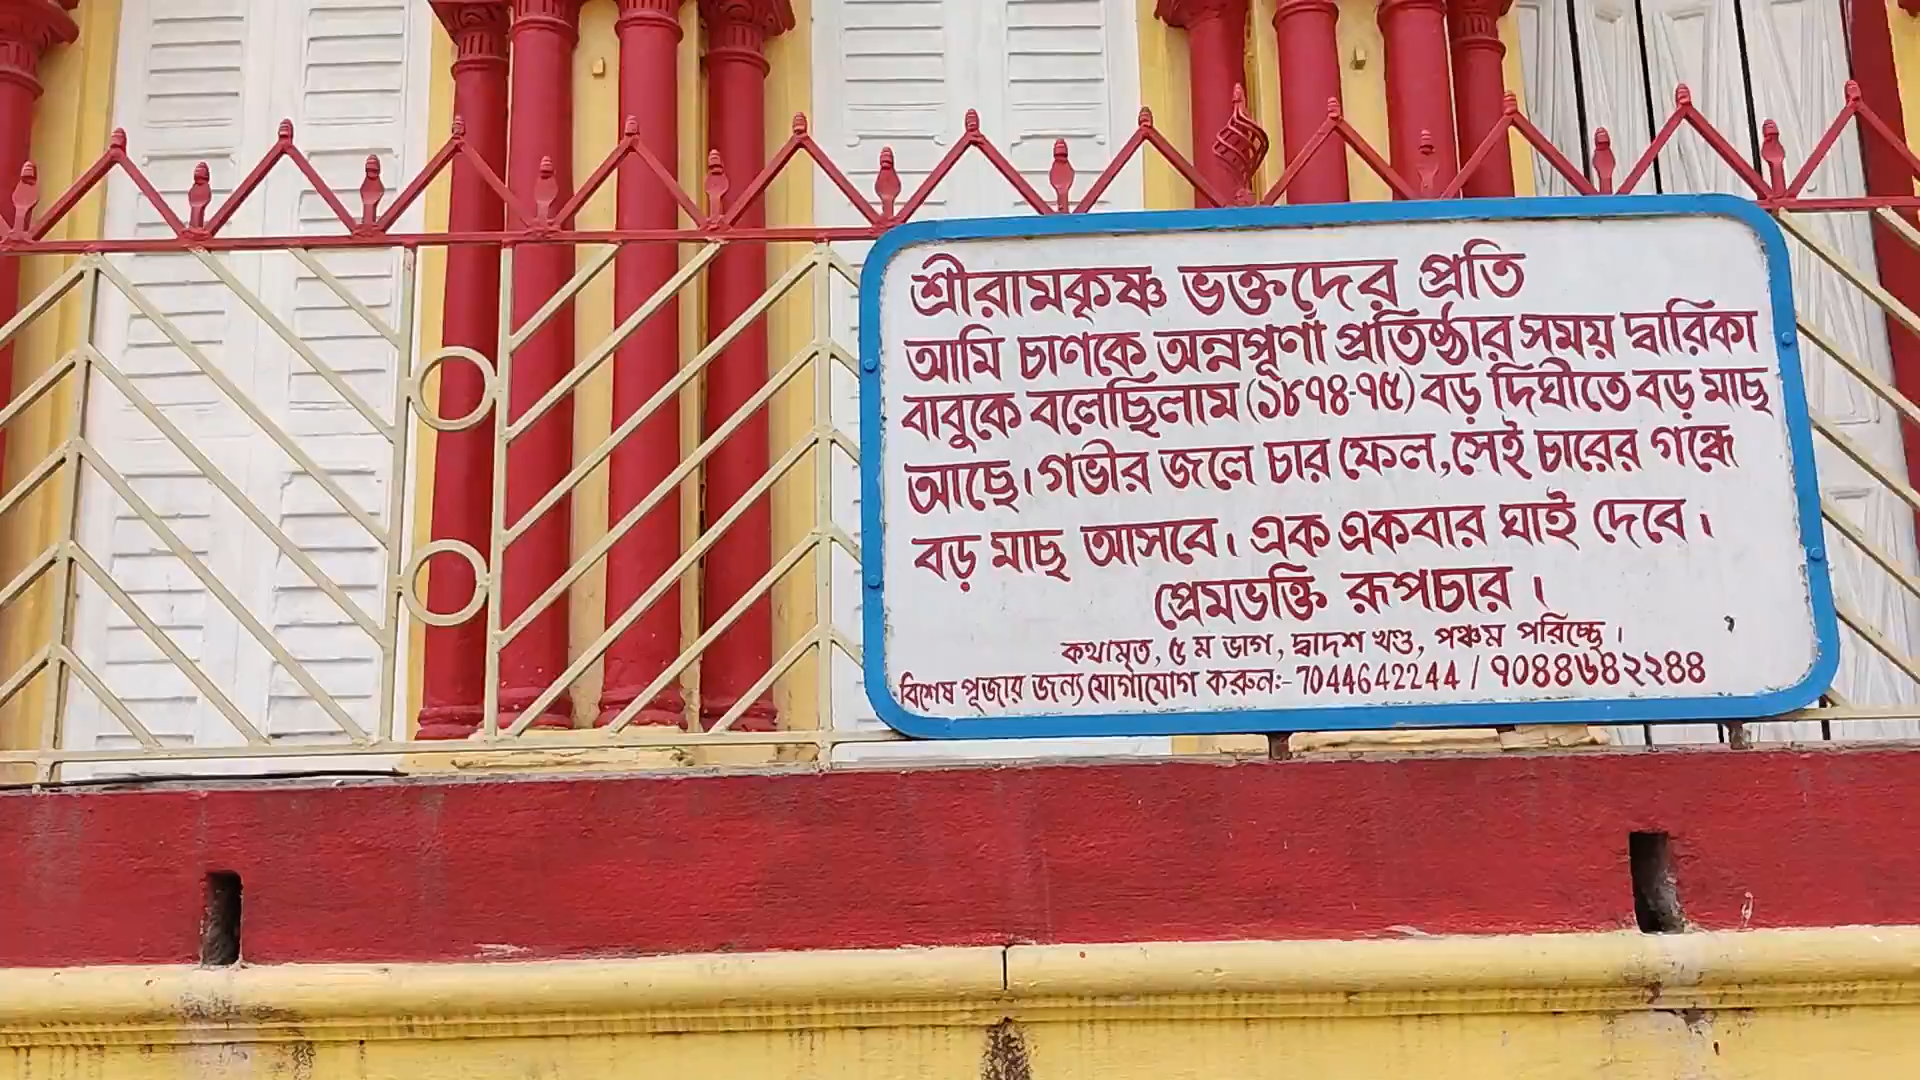 শ্রীরামকৃষ্ণ ভক্তদের প্রতি
আমি চাণকে অন্নপূর্ণা প্রতিষ্ঠার সময় দ্বারিকা
বাবুকে বলেছিলাম (১৮৭৪-৭৫) বড় দিঘীতে বড় মাছ
আছে। গভীর জলে চার ফেল, সেই চারের গন্ধে
বড় মাছ আসবে। এক একবার ঘাই দেবে।
প্রেমভক্তি রূপচার।
কথামৃত, ৫ম ভাগ, দ্বাদশ খণ্ড, পঞ্চম পরিচ্ছে।
বিশেষ পূজার জন্য যোগাযোগ করুনঃ- 7044642244 / ৭০৪৪৬৪২২৪৪